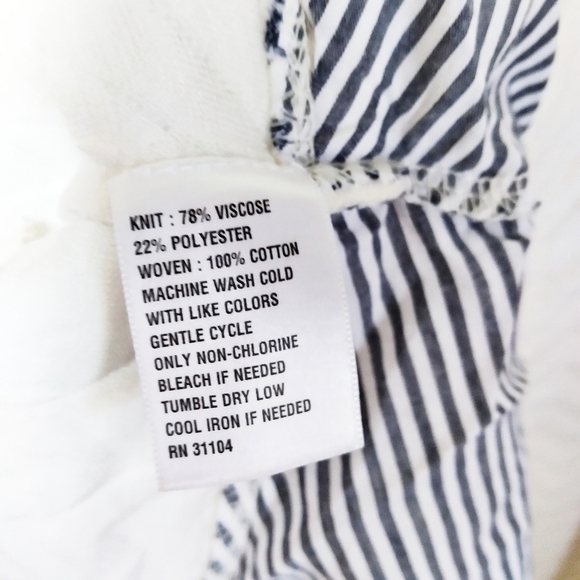 KNIT : 78% VISCOSE
22% POLYESTER
WOVEN : 100% COTTON
MACHINE WASH COLD
WITH LIKE COLORS
GENTLE CYCLE
ONLY NON-CHLORINE
BLEACH IF NEEDED
TUMBLE DRY LOW
COOL IRON IF NEEDED
RN 31104